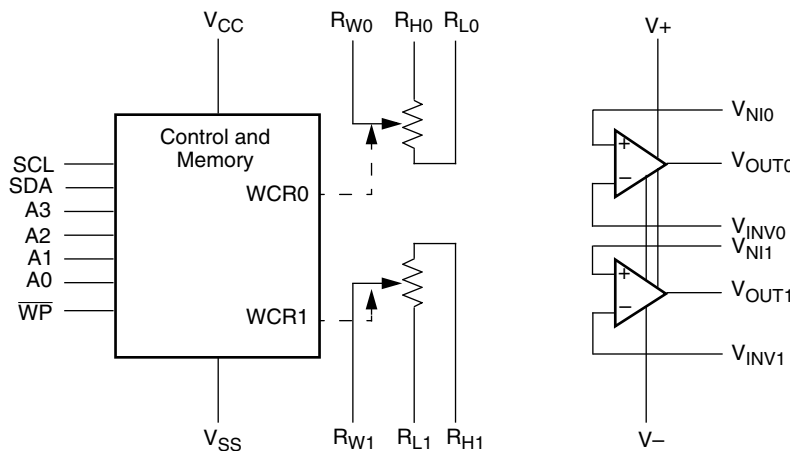 VCC
RW0 RH0 RL0
V+
Control and
Memory
VNI0
SCL
VOUT0
SDA
WCR0
A3
A2
VINV0
VNI1
A1
A0
VOUT1
WP
WCR1
VINV1
VSS
RW1 RL1 RH1
V–
+
−
+
−